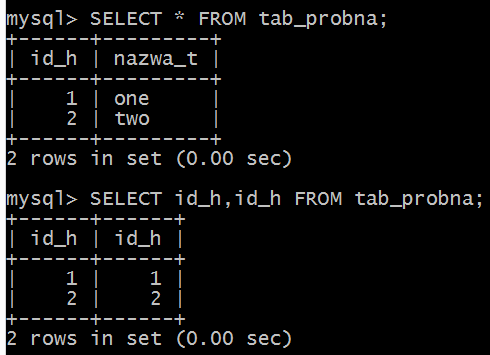 mysql> SELECT * FROM tab_probna;
+------+---------+
| id_h | nazwa_t |
+------+---------+
|    1 | one     |
|    2 | two     |
+------+---------+
2 rows in set (0.00 sec)
mysql> SELECT id_h,id_h FROM tab_probna;
+------+------+
| id_h | id_h |
+------+------+
|    1 |    1 |
|    2 |    2 |
+------+------+
2 rows in set (0.00 sec)